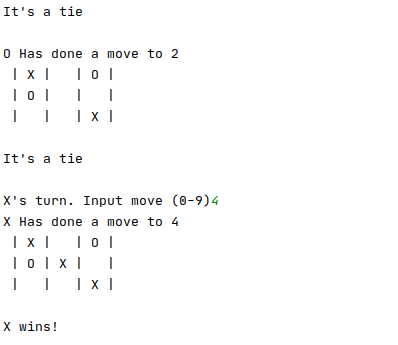 It's a tie
O Has done a move to 2
| X |   | O |
| O |   |   |
|   |   | X |
It's a tie
X's turn. Input move (0-9)4
X Has done a move to 4
| X |   | O |
| O | X |   |
|   |   | X |
X wins!